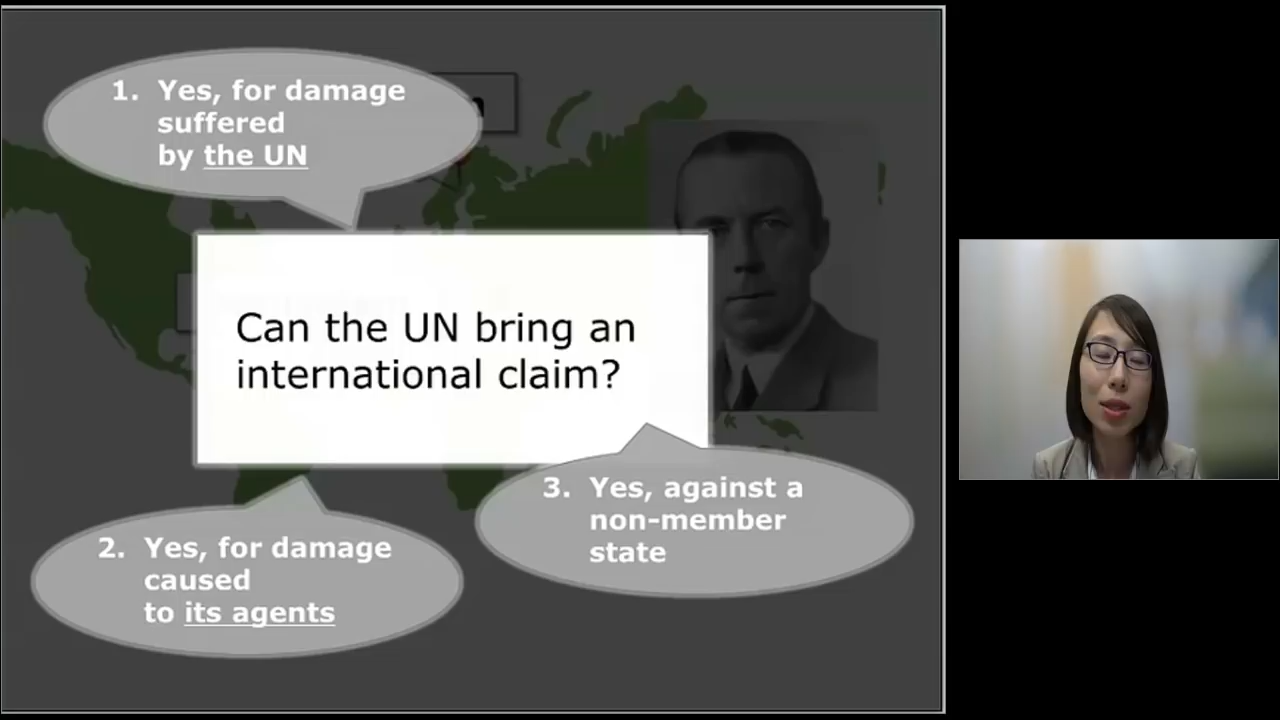 1. Yes, for damage
suffered
by the UN
Can the UN bring an
international claim?
3. Yes, against a
non-member
state
2. Yes, for damage
caused
to its agents